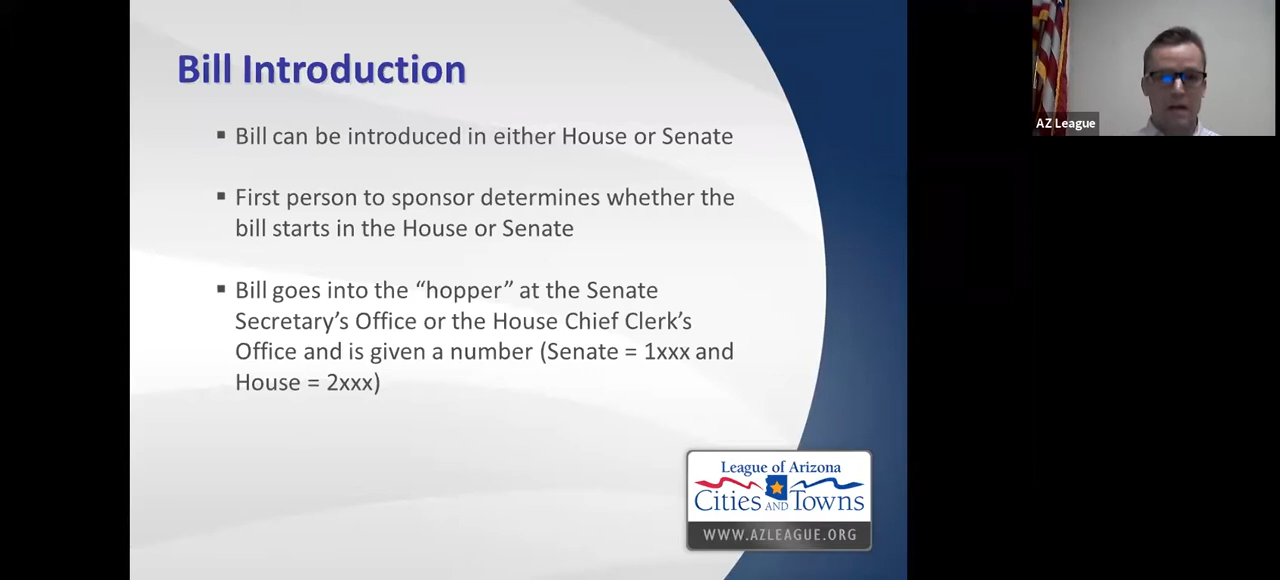 Bill Introduction
▪ Bill can be introduced in either House or Senate
▪ First person to sponsor determines whether the
bill starts in the House or Senate
▪ Bill goes into the “hopper” at the Senate
Secretary’s Office or the House Chief Clerk’s
Office and is given a number (Senate = 1xxx and
House = 2xxx)
League of Arizona
Cities AND Towns
WWW.AZLEAGUE.ORG
AZ League